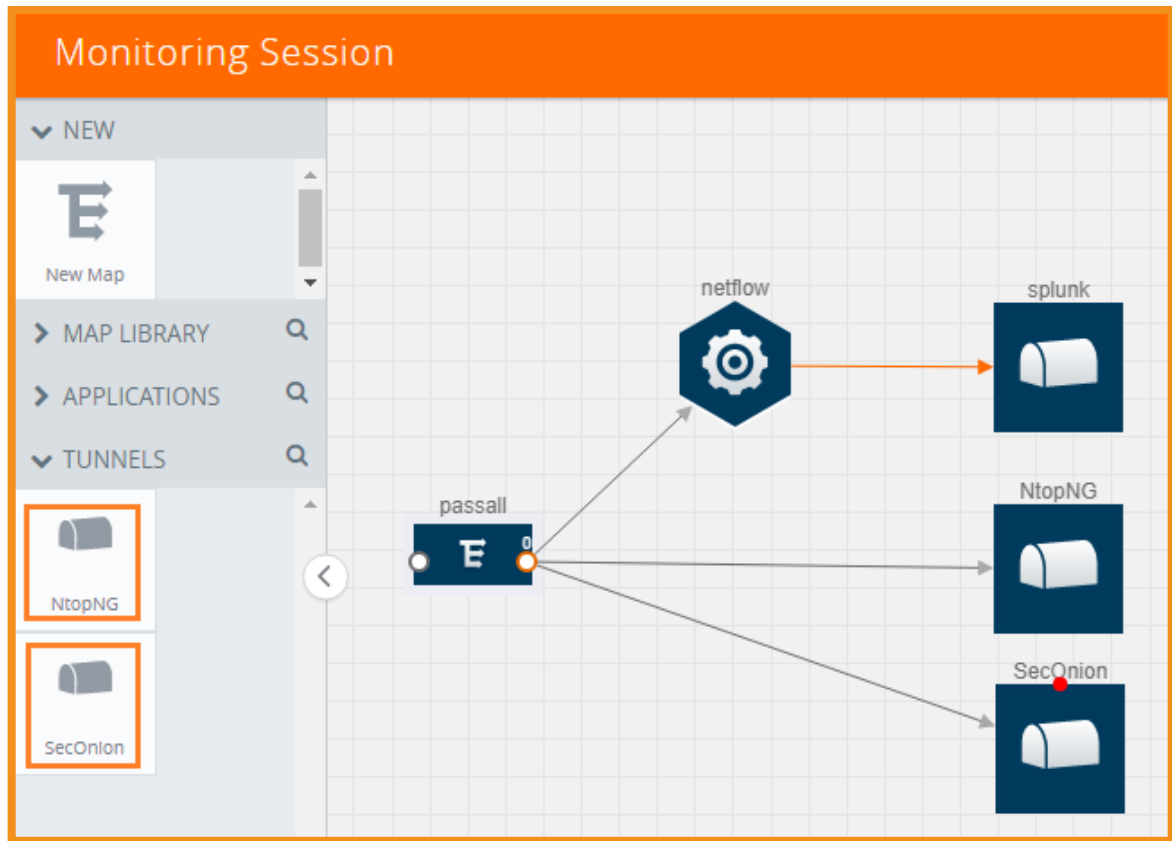 Monitoring Session
NEW
New Map
MAP LIBRARY
APPLICATIONS
TUNNELS
NtopNG
SecOnIon
netflow
splunk
passall
0
NtopNG
SecOnion